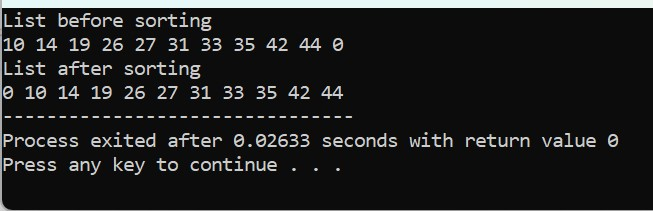 List before sorting
10 14 19 26 27 31 33 35 42 44 0
List after sorting
0 10 14 19 26 27 31 33 35 42 44
--------------------------------
Process exited after 0.02633 seconds with return value 0
Press any key to continue . . .